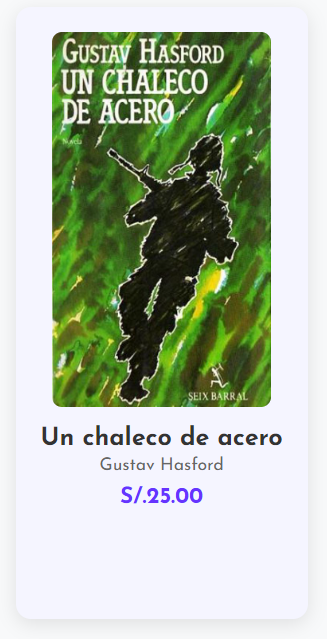 GUSTAV HASFORD
UN CHALECO
DE ACERO
Novela
SEIX BARRAL
Un chaleco de acero
Gustav Hasford
S/.25.00